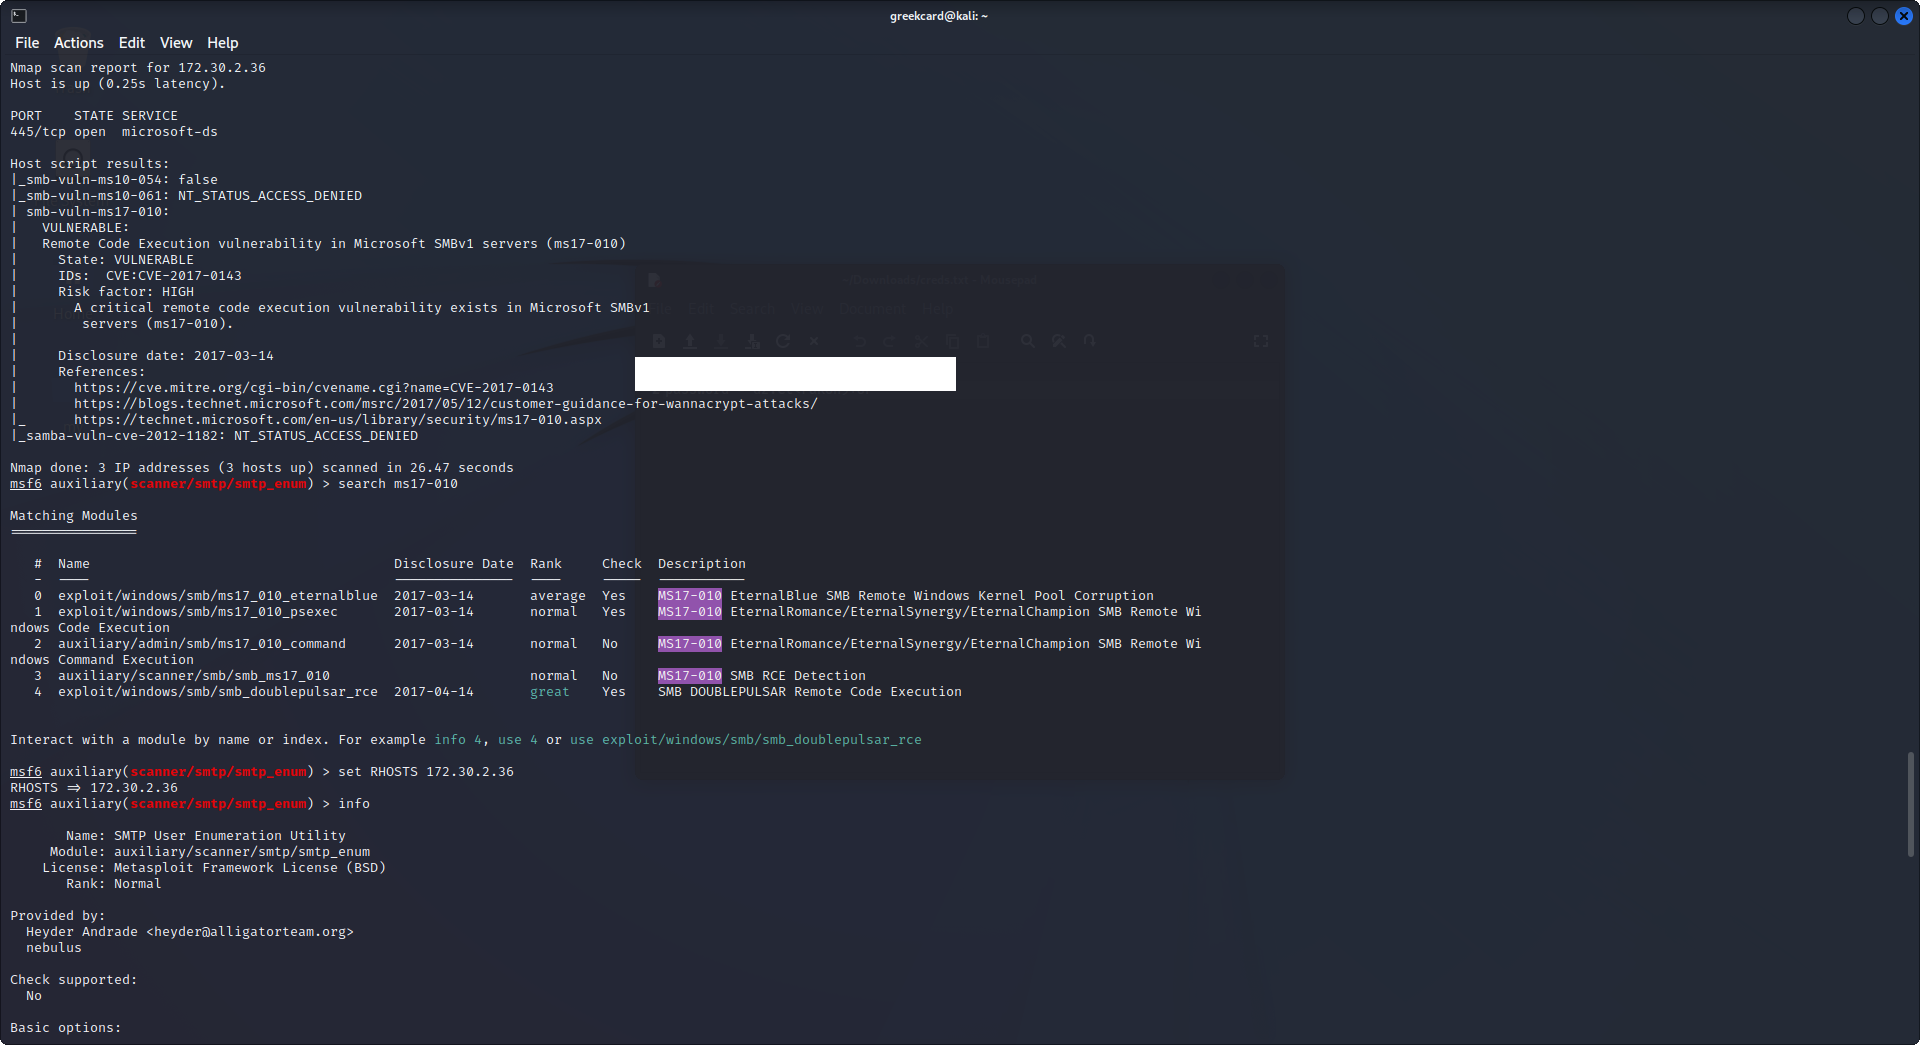 greekcard@kali: ~
File Actions Edit View Help
Nmap scan report for 172.30.2.36
Host is up (0.25s latency).
PORT    STATE SERVICE
445/tcp open  microsoft-ds
Host script results:
|_smb-vuln-ms10-054: false
|_smb-vuln-ms10-061: NT_STATUS_ACCESS_DENIED
| smb-vuln-ms17-010:
|   VULNERABLE:
|   Remote Code Execution vulnerability in Microsoft SMBv1 servers (ms17-010)
|     State: VULNERABLE
|     IDs:  CVE:CVE-2017-0143
|     Risk factor: HIGH
|       A critical remote code execution vulnerability exists in Microsoft SMBv1
|        servers (ms17-010).
|
|     Disclosure date: 2017-03-14
|     References:
|       https://cve.mitre.org/cgi-bin/cvename.cgi?name=CVE-2017-0143
|       https://blogs.technet.microsoft.com/msrc/2017/05/12/customer-guidance-for-wannacrypt-attacks/
|_      https://technet.microsoft.com/en-us/library/security/ms17-010.aspx
|_samba-vuln-cve-2012-1182: NT_STATUS_ACCESS_DENIED
Nmap done: 3 IP addresses (3 hosts up) scanned in 26.47 seconds
msf6 auxiliary(scanner/smtp/smtp_enum) > search ms17-010
Matching Modules
================
   #  Name                                      Disclosure Date  Rank     Check  Description
   -  ----                                      ---------------  ----     -----  -----------
   0  exploit/windows/smb/ms17_010_eternalblue  2017-03-14       average  Yes    MS17-010 EternalBlue SMB Remote Windows Kernel Pool Corruption
   1  exploit/windows/smb/ms17_010_psexec       2017-03-14       normal   Yes    MS17-010 EternalRomance/EternalSynergy/EternalChampion SMB Remote Wi
ndows Code Execution
   2  auxiliary/admin/smb/ms17_010_command      2017-03-14       normal   No     MS17-010 EternalRomance/EternalSynergy/EternalChampion SMB Remote Wi
ndows Command Execution
   3  auxiliary/scanner/smb/smb_ms17_010                         normal   No     MS17-010 SMB RCE Detection
   4  exploit/windows/smb/smb_doublepulsar_rce  2017-04-14       great    Yes    SMB DOUBLEPULSAR Remote Code Execution
Interact with a module by name or index. For example info 4, use 4 or use exploit/windows/smb/smb_doublepulsar_rce
msf6 auxiliary(scanner/smtp/smtp_enum) > set RHOSTS 172.30.2.36
RHOSTS => 172.30.2.36
msf6 auxiliary(scanner/smtp/smtp_enum) > info
       Name: SMTP User Enumeration Utility
     Module: auxiliary/scanner/smtp/smtp_enum
    License: Metasploit Framework License (BSD)
       Rank: Normal
Provided by:
  Heyder Andrade <heyder@alligatorteam.org>
  nebulus
Check supported:
  No
Basic options: